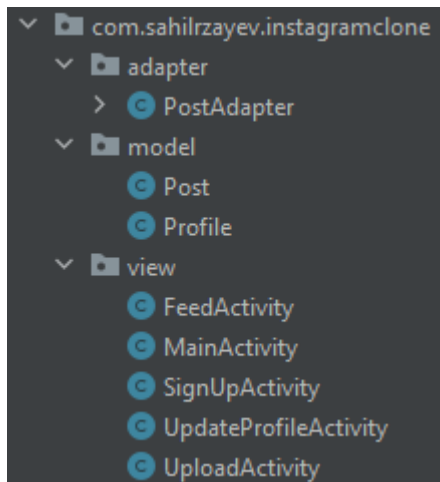 com.sahilrzayev.instagramclone
adapter
C PostAdapter
model
C Post
C Profile
view
C FeedActivity
C MainActivity
C SignUpActivity
C UpdateProfileActivity
C UploadActivity